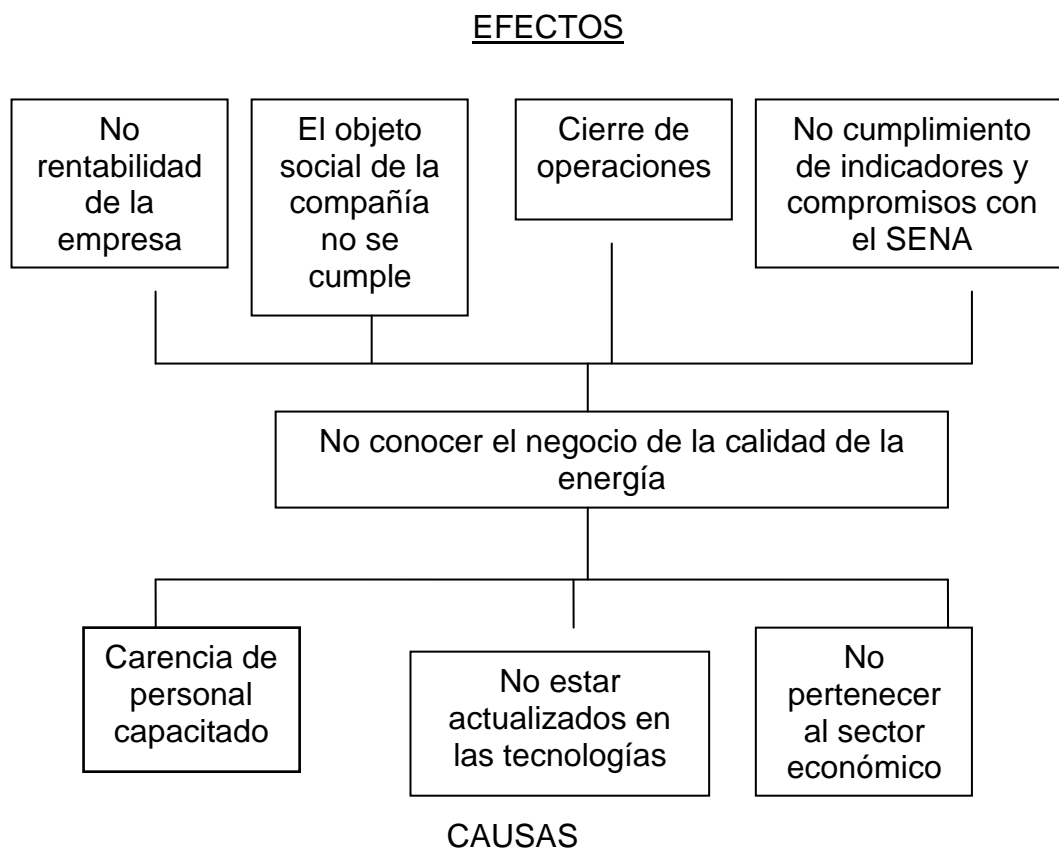 EFECTOS
No
rentabilidad
de la
empresa
El objeto
social de la
compañía
no se
cumple
Cierre de
operaciones
No cumplimiento
de indicadores y
compromisos con
el SENA
No conocer el negocio de la calidad de la
energía
Carencia de
personal
capacitado
No estar
actualizados en
las tecnologías
No
pertenecer
al sector
económico
CAUSAS